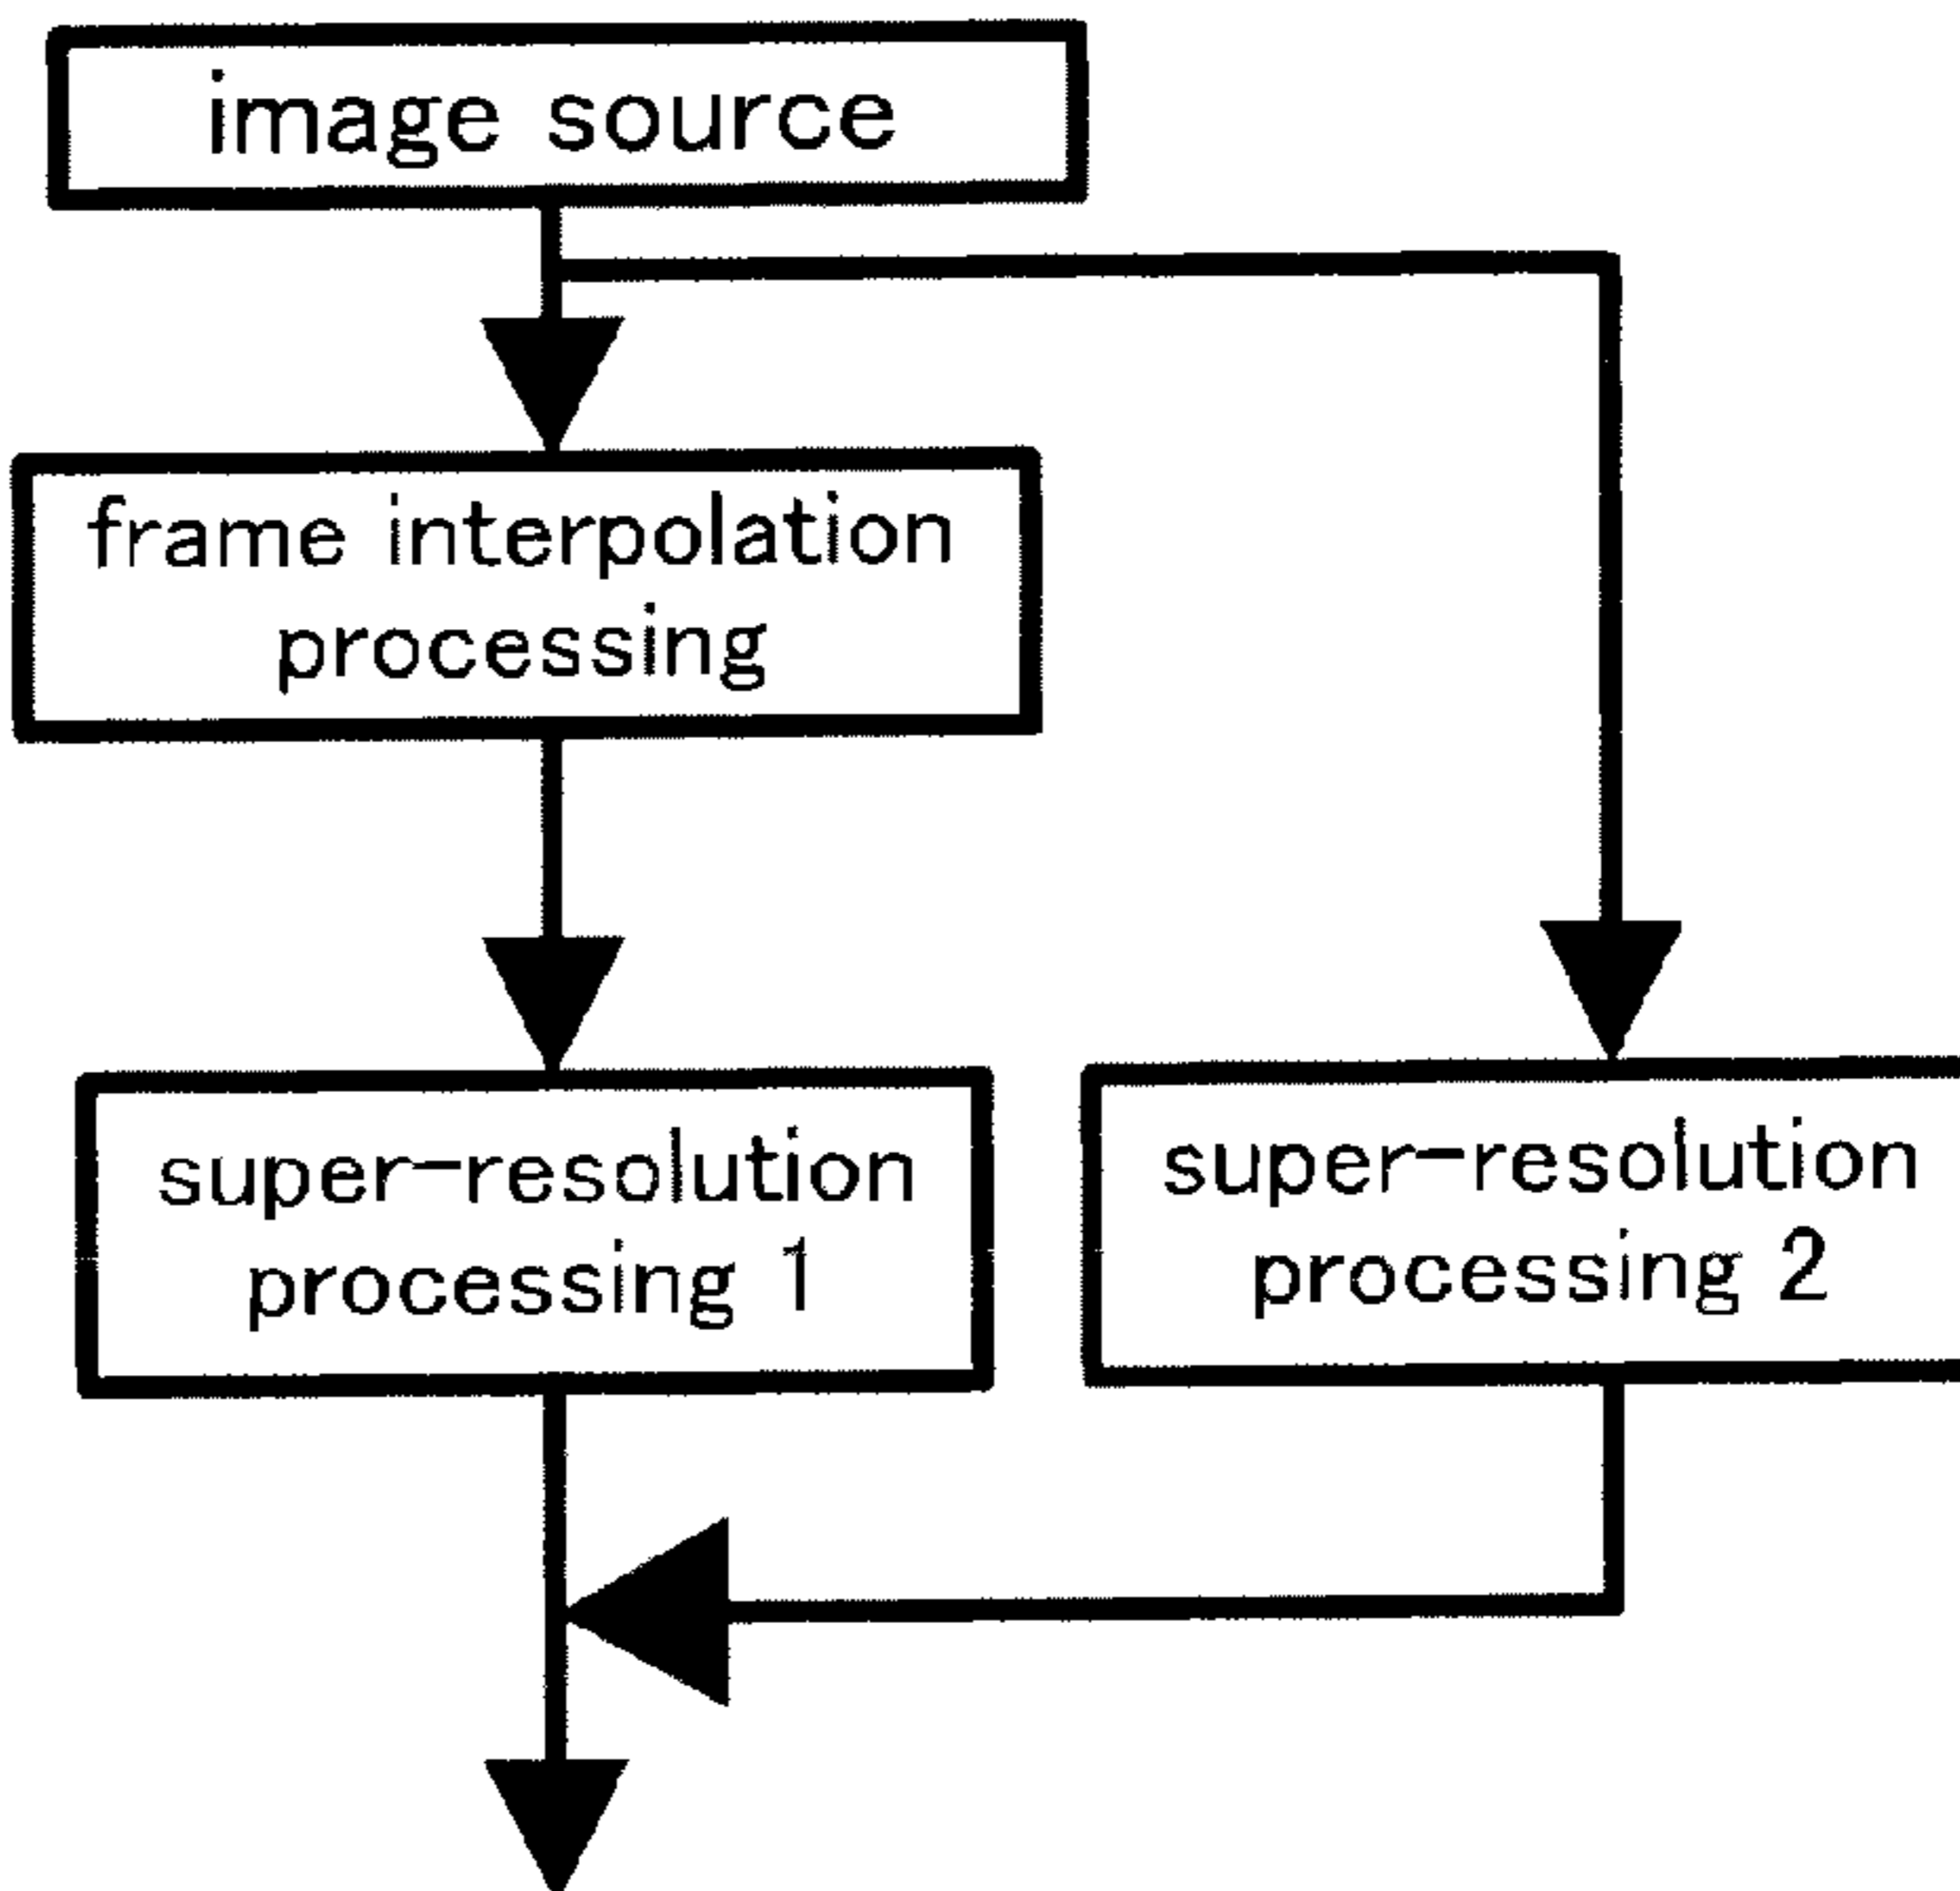 image source
frame interpolation
processing
super-resolution
processing 1
super-resolution
processing 2